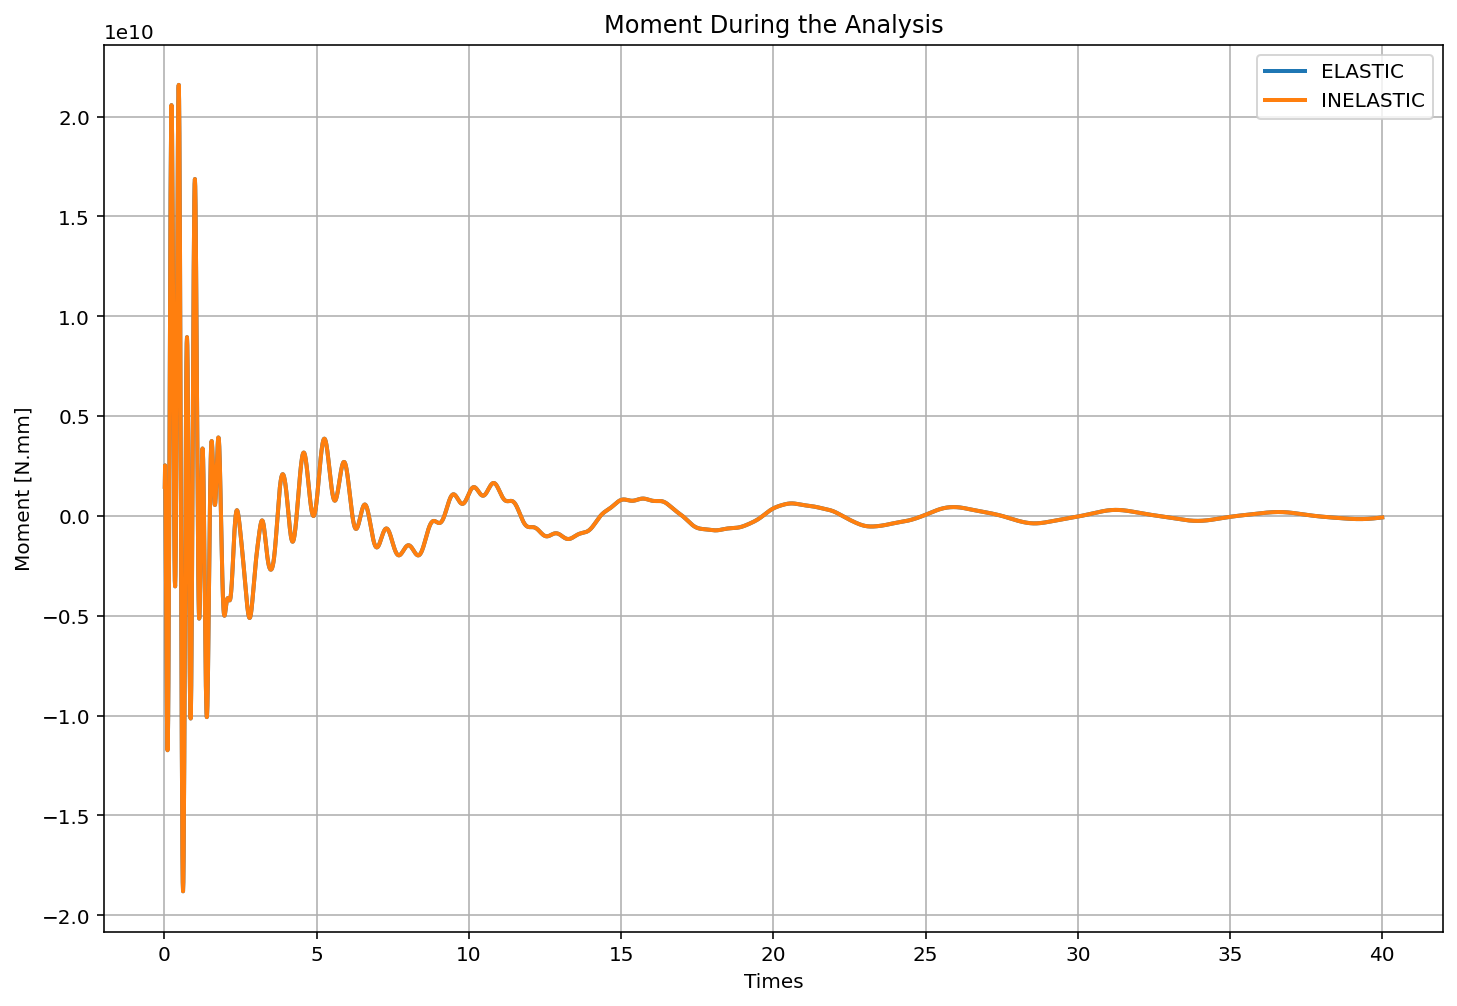 Moment During the Analysis
1e10
ELASTIC
INELASTIC
2.0
1.5
1.0
0.5
0.0
−0.5
−1.0
−1.5
−2.0
Moment [N.mm]
0 5 10 15 20 25 30 35 40
Times